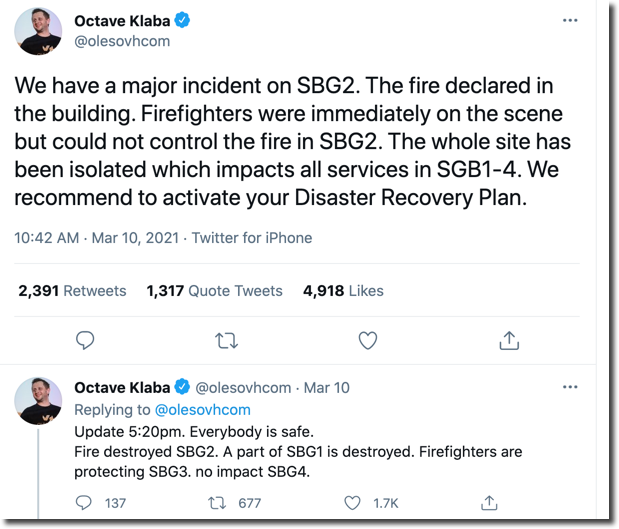 Octave Klaba
@olesovhcom
We have a major incident on SBG2. The fire declared in
the building. Firefighters were immediately on the scene
but could not control the fire in SBG2. The whole site has
been isolated which impacts all services in SGB1-4. We
recommend to activate your Disaster Recovery Plan.
10:42 AM · Mar 10, 2021 · Twitter for iPhone
2,391 Retweets 1,317 Quote Tweets 4,918 Likes
Octave Klaba @olesovhcom · Mar 10
Replying to @olesovhcom
Update 5:20pm. Everybody is safe.
Fire destroyed SBG2. A part of SBG1 is destroyed. Firefighters are
protecting SBG3. no impact SBG4.
137 677 1.7K